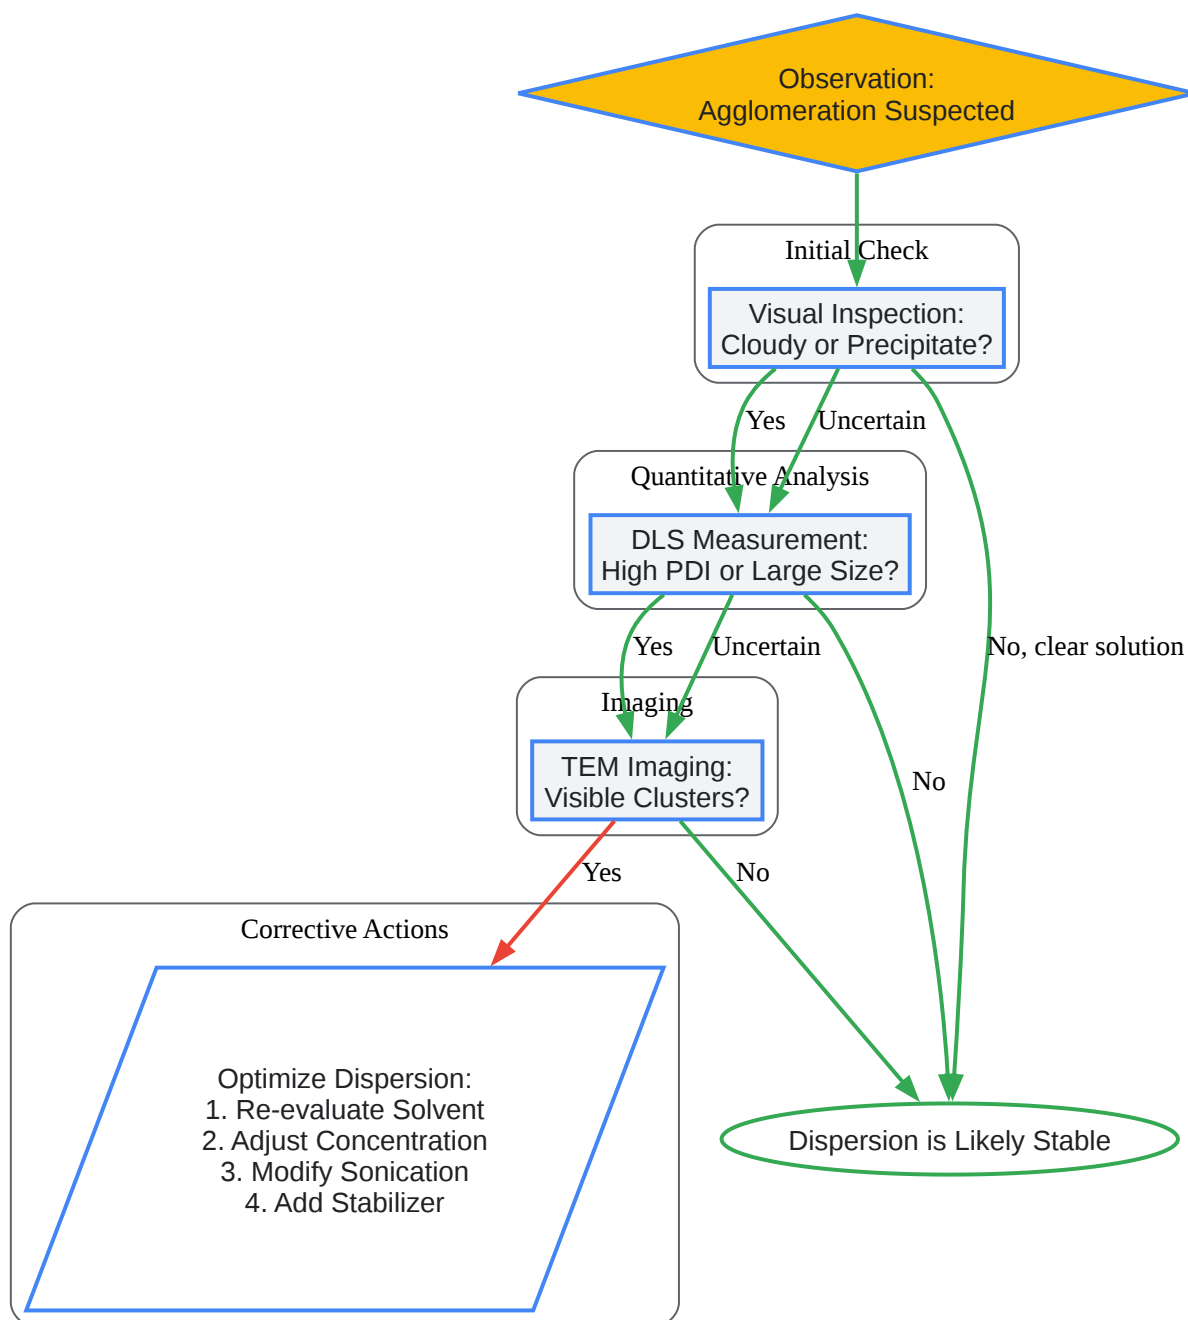 Observation:
Agglomeration Suspected
Initial Check
Visual Inspection:
Cloudy or Precipitate?
Yes
Uncertain
Quantitative Analysis
DLS Measurement:
High PDI or Large Size?
Yes
Uncertain
No, clear solution
Imaging
TEM Imaging:
Visible Clusters?
No
Yes
No
Corrective Actions
Optimize Dispersion:
1. Re-evaluate Solvent
2. Adjust Concentration
3. Modify Sonication
4. Add Stabilizer
Dispersion is Likely Stable